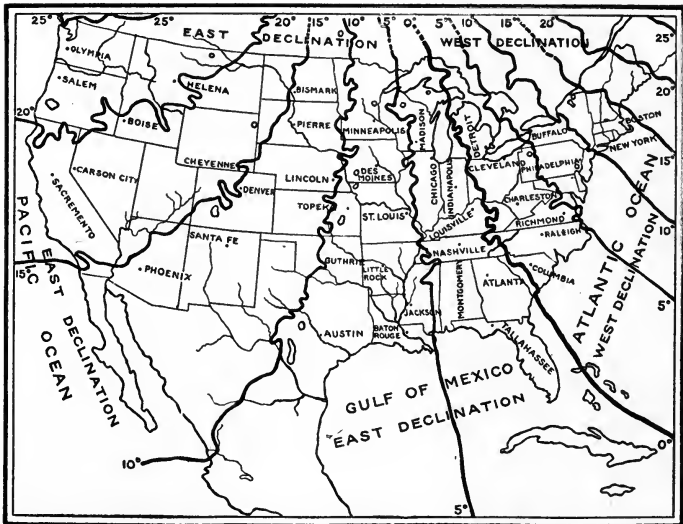 25° 25° 20° 15° 10° 5° 0° 5° 10° 15° 20° 25°
EAST DECLINATION
WEST DECLINATION
OLYMPIA
SALEM
HELENA
BISMARK
BOISE
PIERRE
MINNEAPOLIS
MADISON
DETROIT
BUFFALO
BOSTON
NEW YORK
20°
15°
CHEYENNE
CARSON CITY
SACRAMENTO
DENVER
LINCOLN
DES
MOINES
CHICAGO
INDIANAPOLIS
CLEVELAND
PHILADELPHIA
TOPEKA
ST. LOUIS
LOUISVILLE
CHARLESTON
RICHMOND
RALEIGH
10°
SANTA FE
GUTHRIE
LITTLE
ROCK
NASHVILLE
COLUMBIA
PHOENIX
15°
MONTGOMERY
ATLANTA
5°
AUSTIN
BATON
ROUGE
JACKSON
TALLAHASSEE
PACIFIC
OCEAN
EAST DECLINATION
ATLANTIC OCEAN
WEST DECLINATION
GULF OF MEXICO
EAST DECLINATION
0°
10°
5°